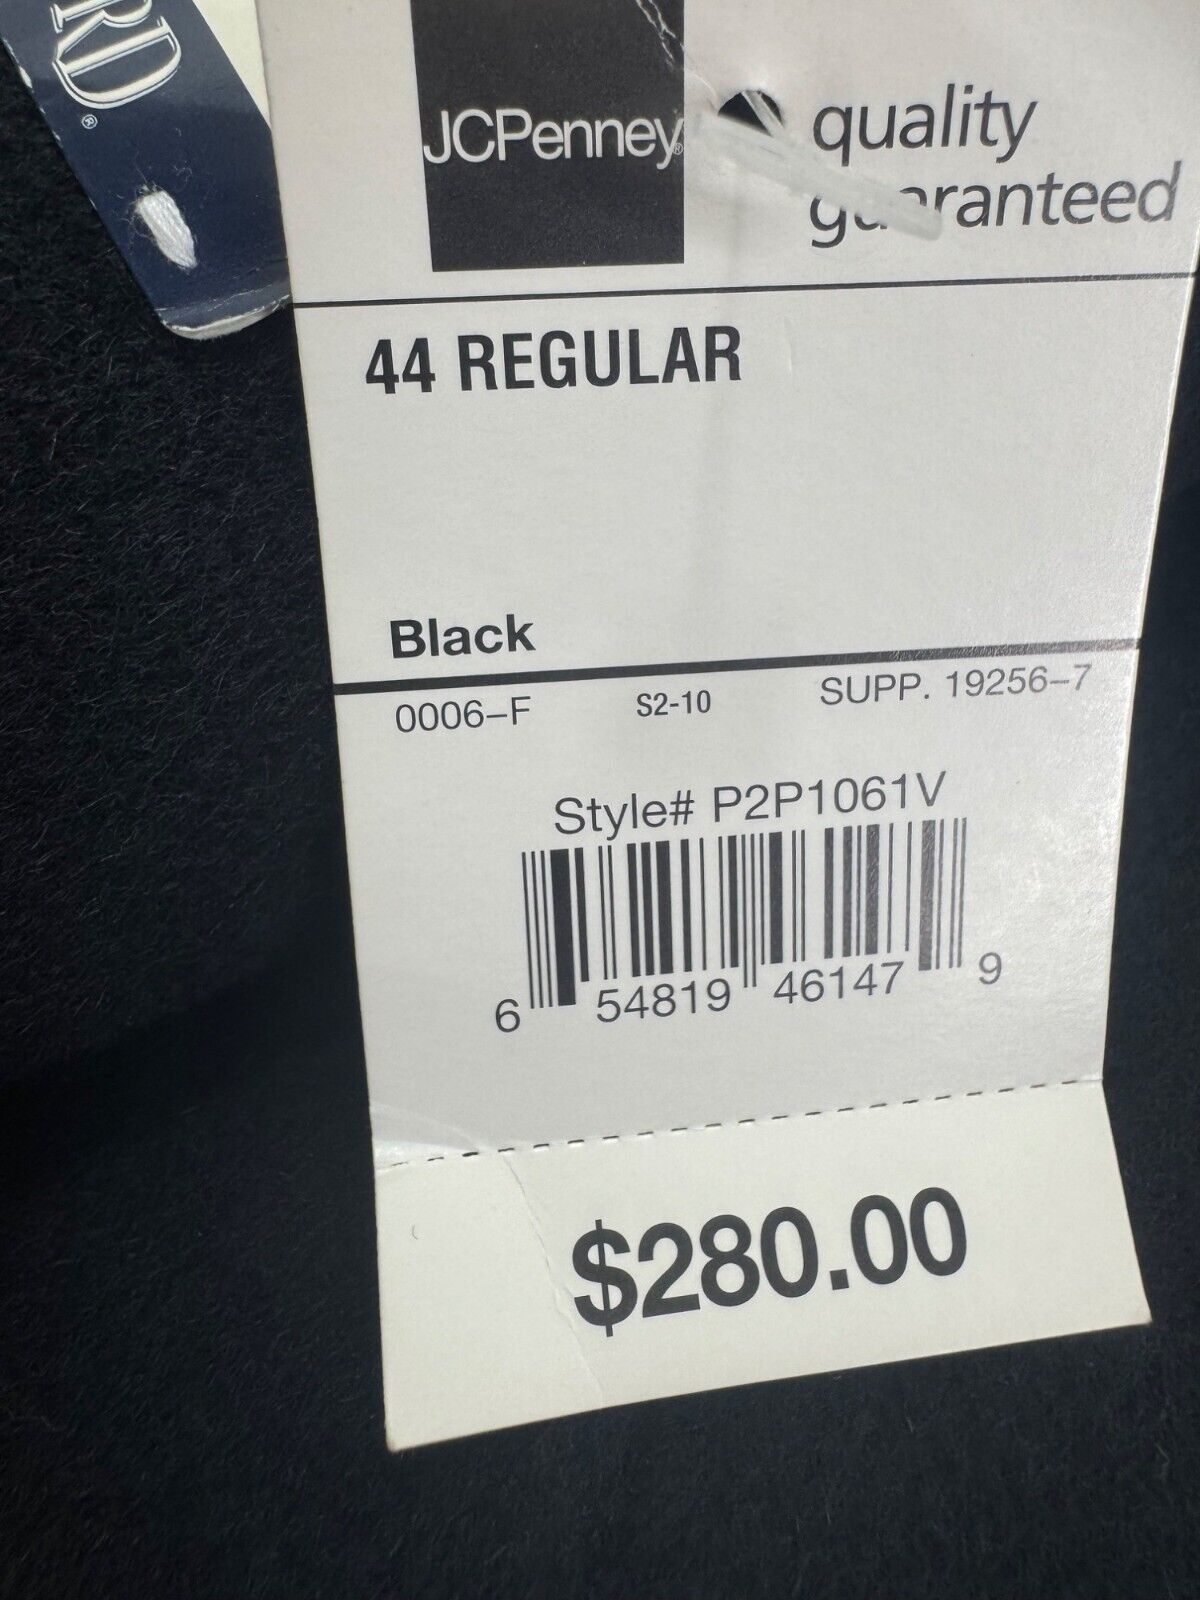 RD®
JCPenney®
quality
guaranteed
44 REGULAR
Black
0006-F S2-10 SUPP. 19256-7
Style# P2P1061V
6 54819 46147 9
$280.00